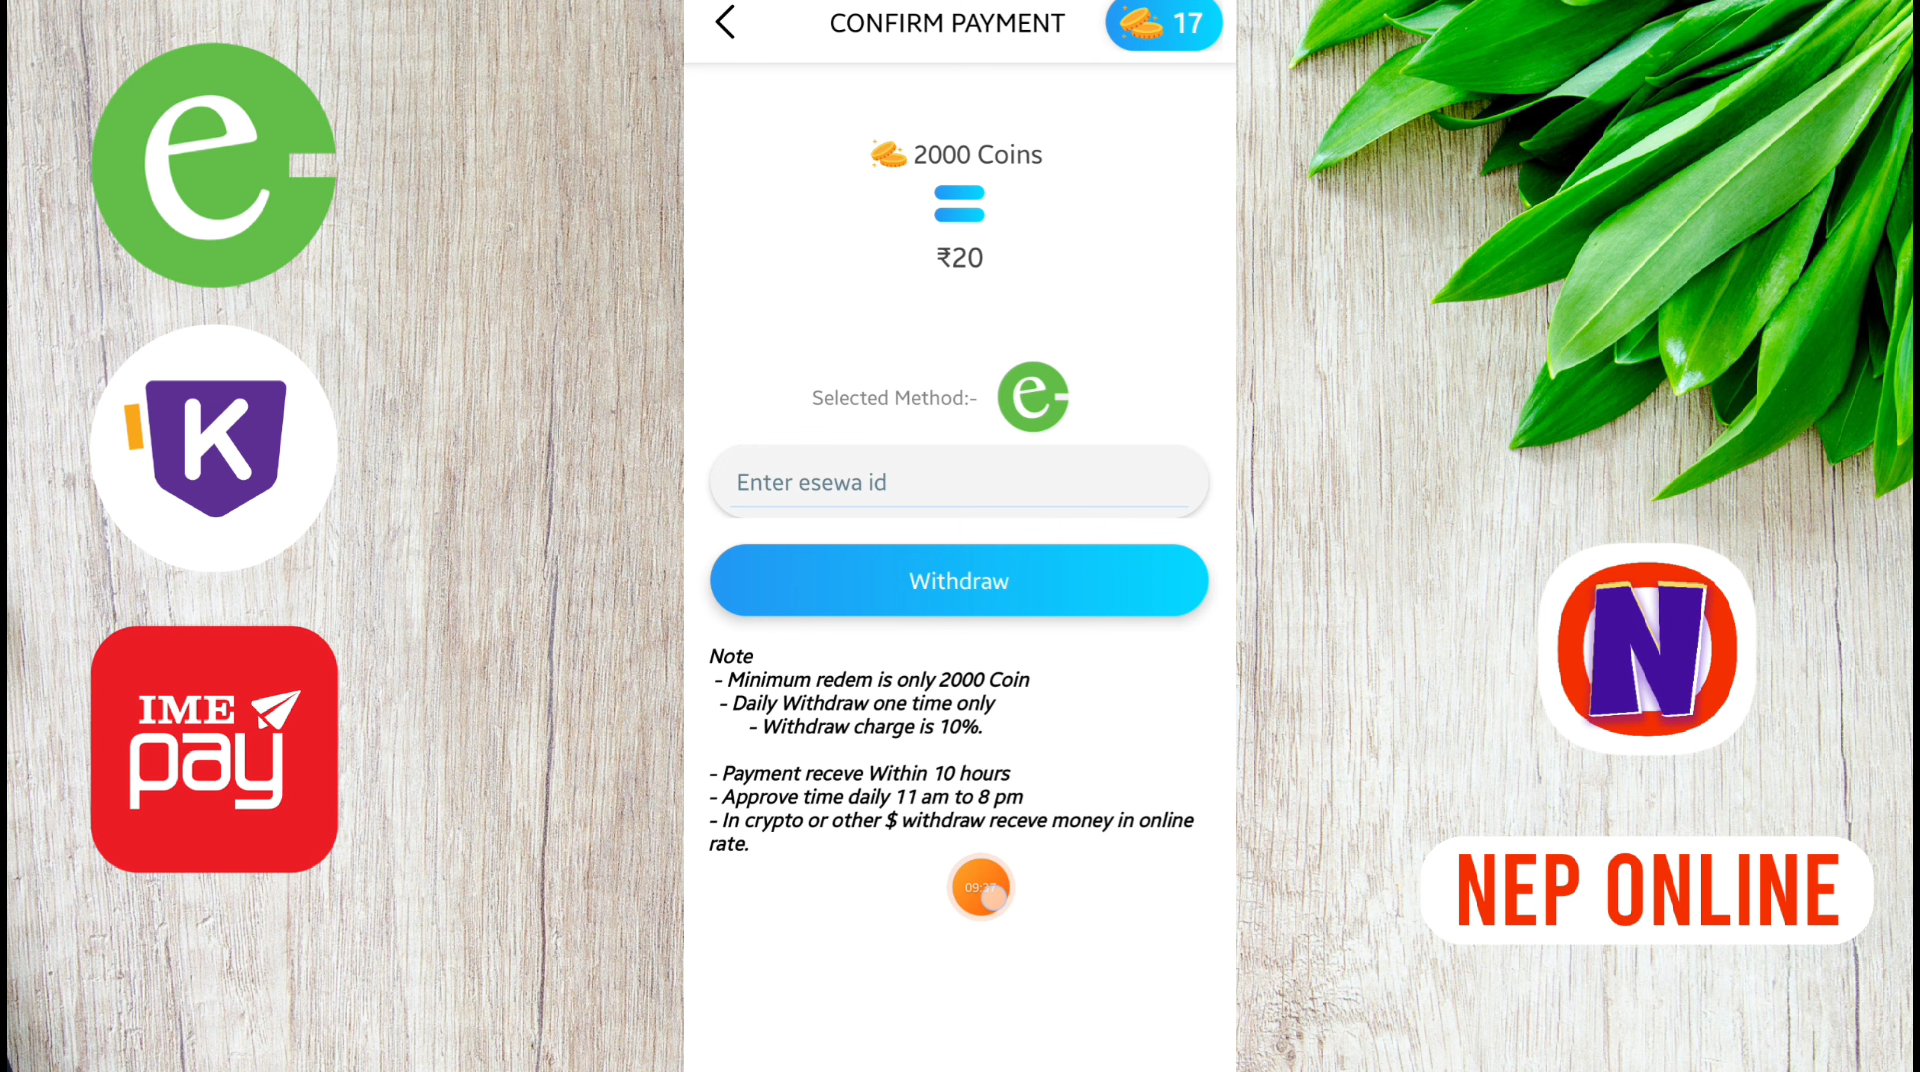 CONFIRM PAYMENT
17
2000 Coins
₹20
Selected Method:-
e
Enter esewa id
Withdraw
Note
- Minimum redem is only 2000 Coin
- Daily Withdraw one time only
- Withdraw charge is 10%.
- Payment receve Within 10 hours
- Approve time daily 11 am to 8 pm
- In crypto or other $ withdraw receve money in online
rate.
e
K
IME
pay
N
NEP ONLINE